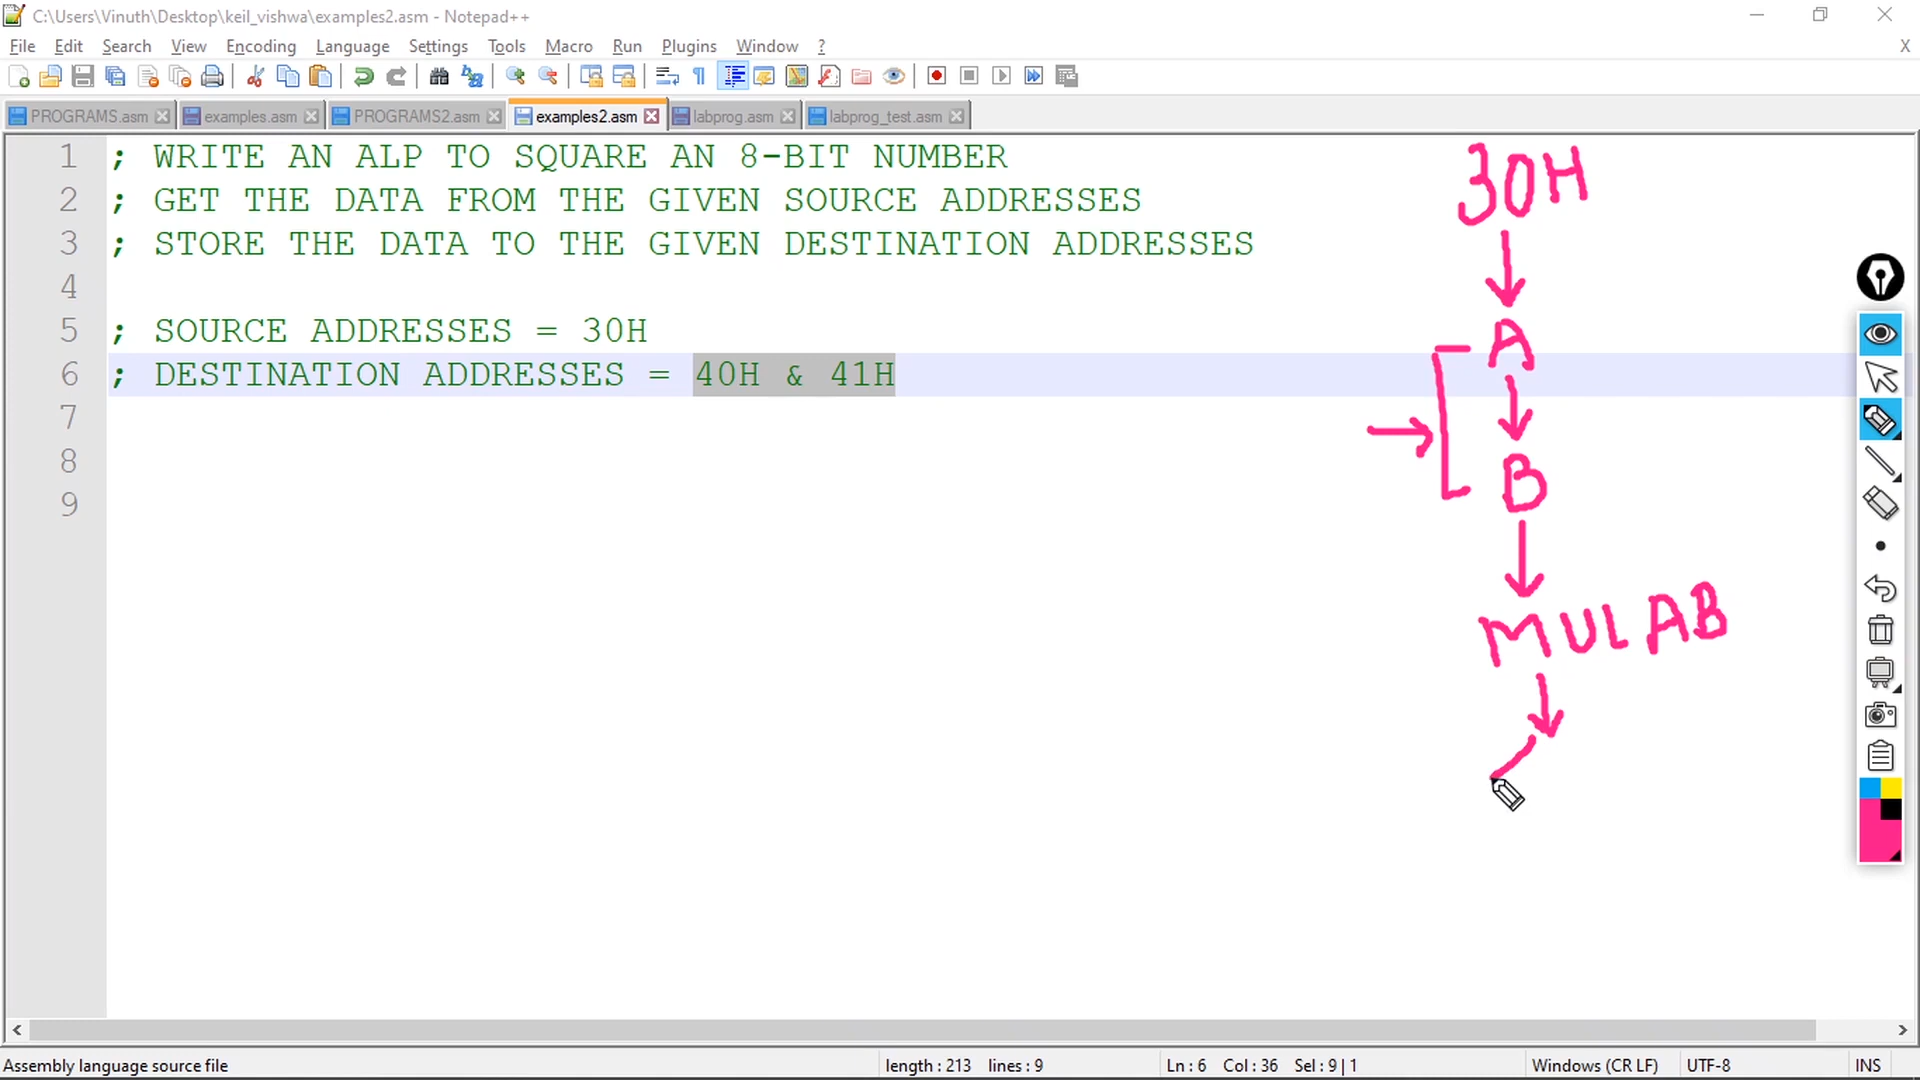 C:\Users\Vinuth\Desktop\keil_vishwa\examples2.asm - Notepad++
File Edit Search View Encoding Language Settings Tools Macro Run Plugins Window ? X
PROGRAMS.asm examples.asm PROGRAMS2.asm examples2.asm labprog.asm labprog_test.asm
1 ; WRITE AN ALP TO SQUARE AN 8-BIT NUMBER
2 ; GET THE DATA FROM THE GIVEN SOURCE ADDRESSES
3 ; STORE THE DATA TO THE GIVEN DESTINATION ADDRESSES
4
5 ; SOURCE ADDRESSES = 30H
6 ; DESTINATION ADDRESSES = 40H & 41H
7
8
9
30H
A
B
MUL AB
Assembly language source file length : 213 lines : 9 Ln : 6 Col : 36 Sel : 9 | 1 Windows (CR LF) UTF-8 INS